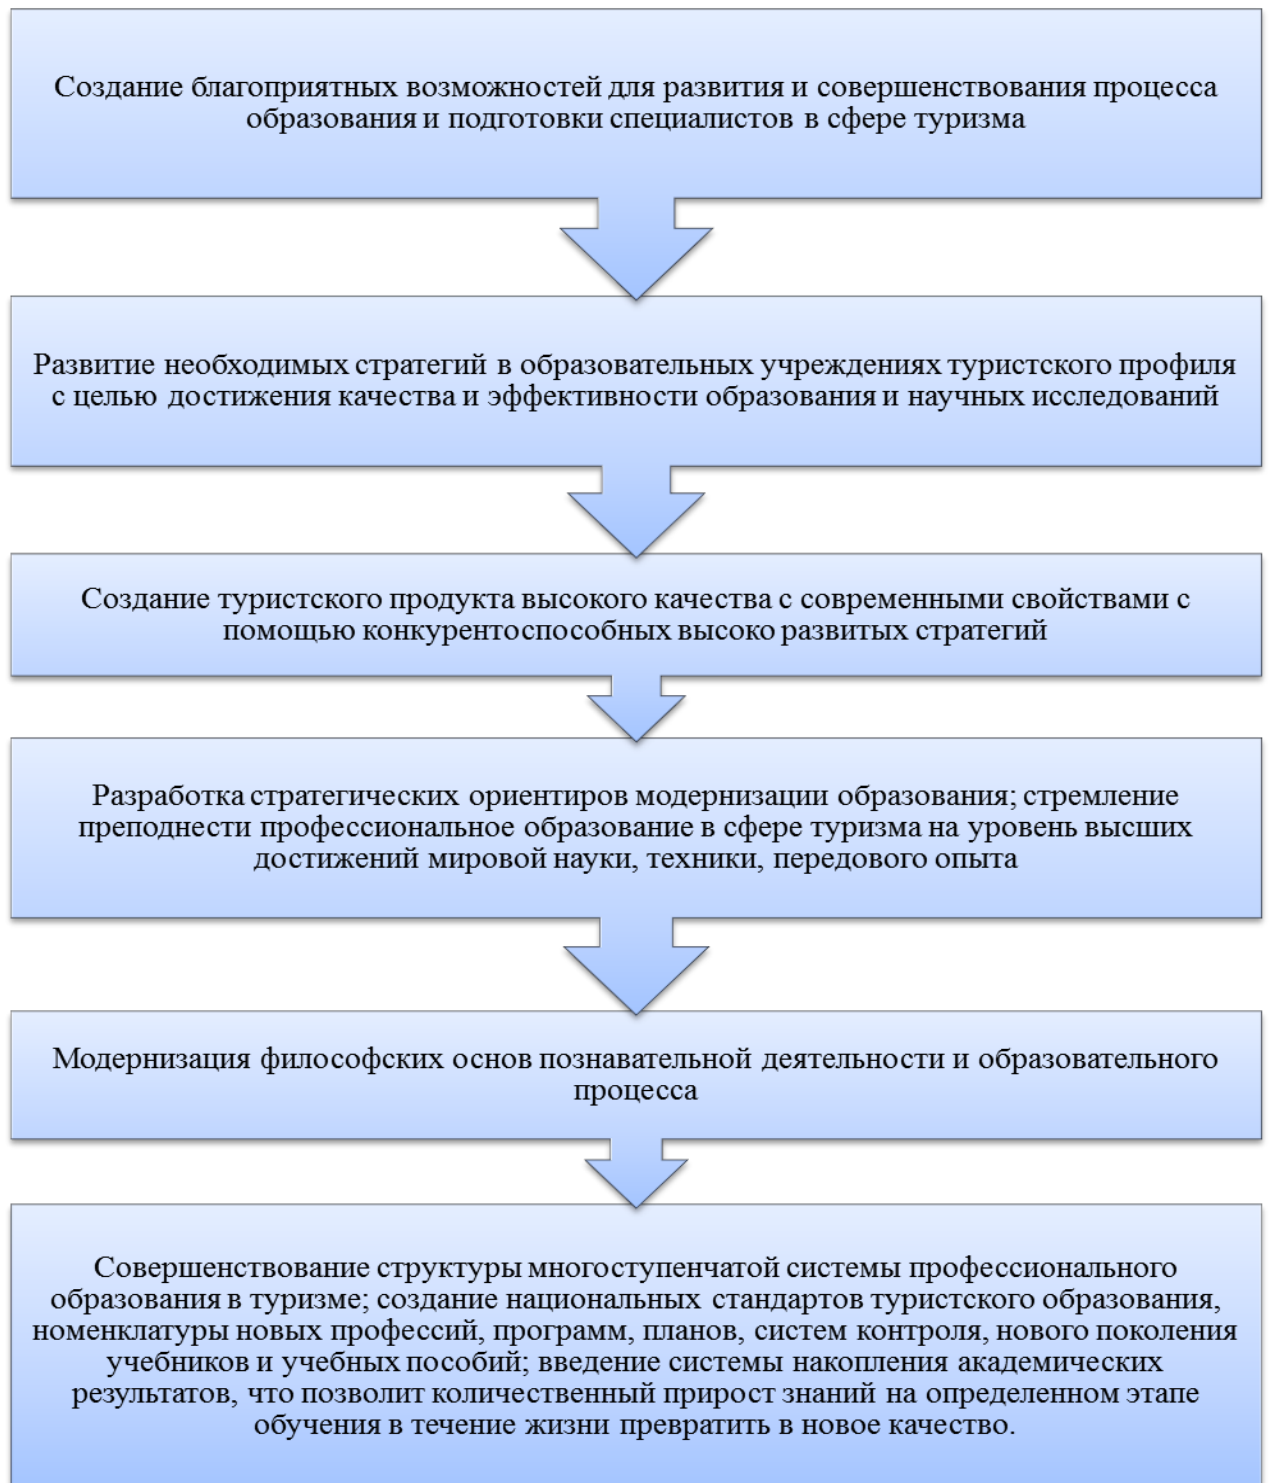 Создание благоприятных возможностей для развития и совершенствования процесса
образования и подготовки специалистов в сфере туризма
Развитие необходимых стратегий в образовательных учреждениях туристского профиля
с целью достижения качества и эффективности образования и научных исследований
Создание туристского продукта высокого качества с современными свойствами с
помощью конкурентоспособных высоко развитых стратегий
Разработка стратегических ориентиров модернизации образования; стремление
преподнести профессиональное образование в сфере туризма на уровень высших
достижений мировой науки, техники, передового опыта
Модернизация философских основ познавательной деятельности и образовательного
процесса
Совершенствование структуры многоступенчатой системы профессионального
образования в туризме; создание национальных стандартов туристского образования,
номенклатуры новых профессий, программ, планов, систем контроля, нового поколения
учебников и учебных пособий; введение системы накопления академических
результатов, что позволит количественный прирост знаний на определенном этапе
обучения в течение жизни превратить в новое качество.